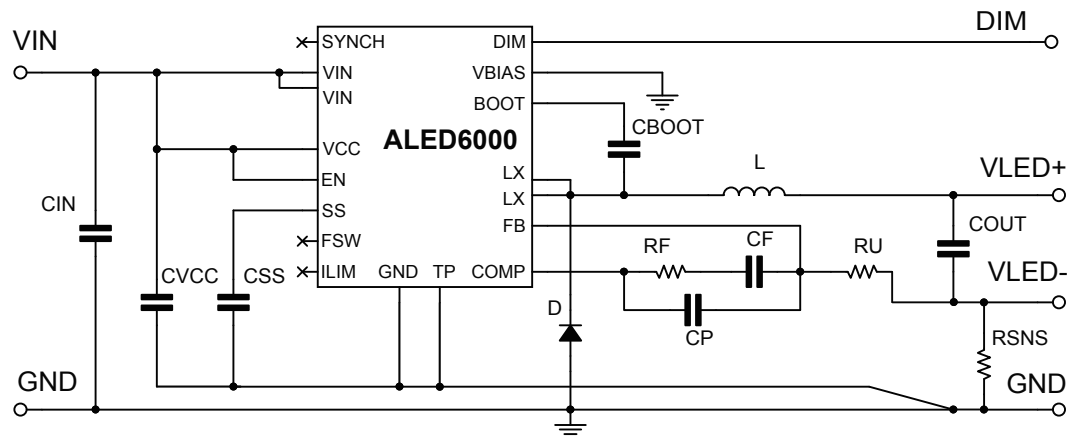 VIN
DIM
SYNCH
DIM
VIN
VBIAS
VIN
BOOT
ALED6000
CBOOT
VCC
L
EN
LX
VLED+
CIN
SS
LX
FSW
FB
COUT
RF
CF
RU
CVCC
CSS
ILIM
GND
TP
COMP
VLED-
D
CP
RSNS
GND
GND